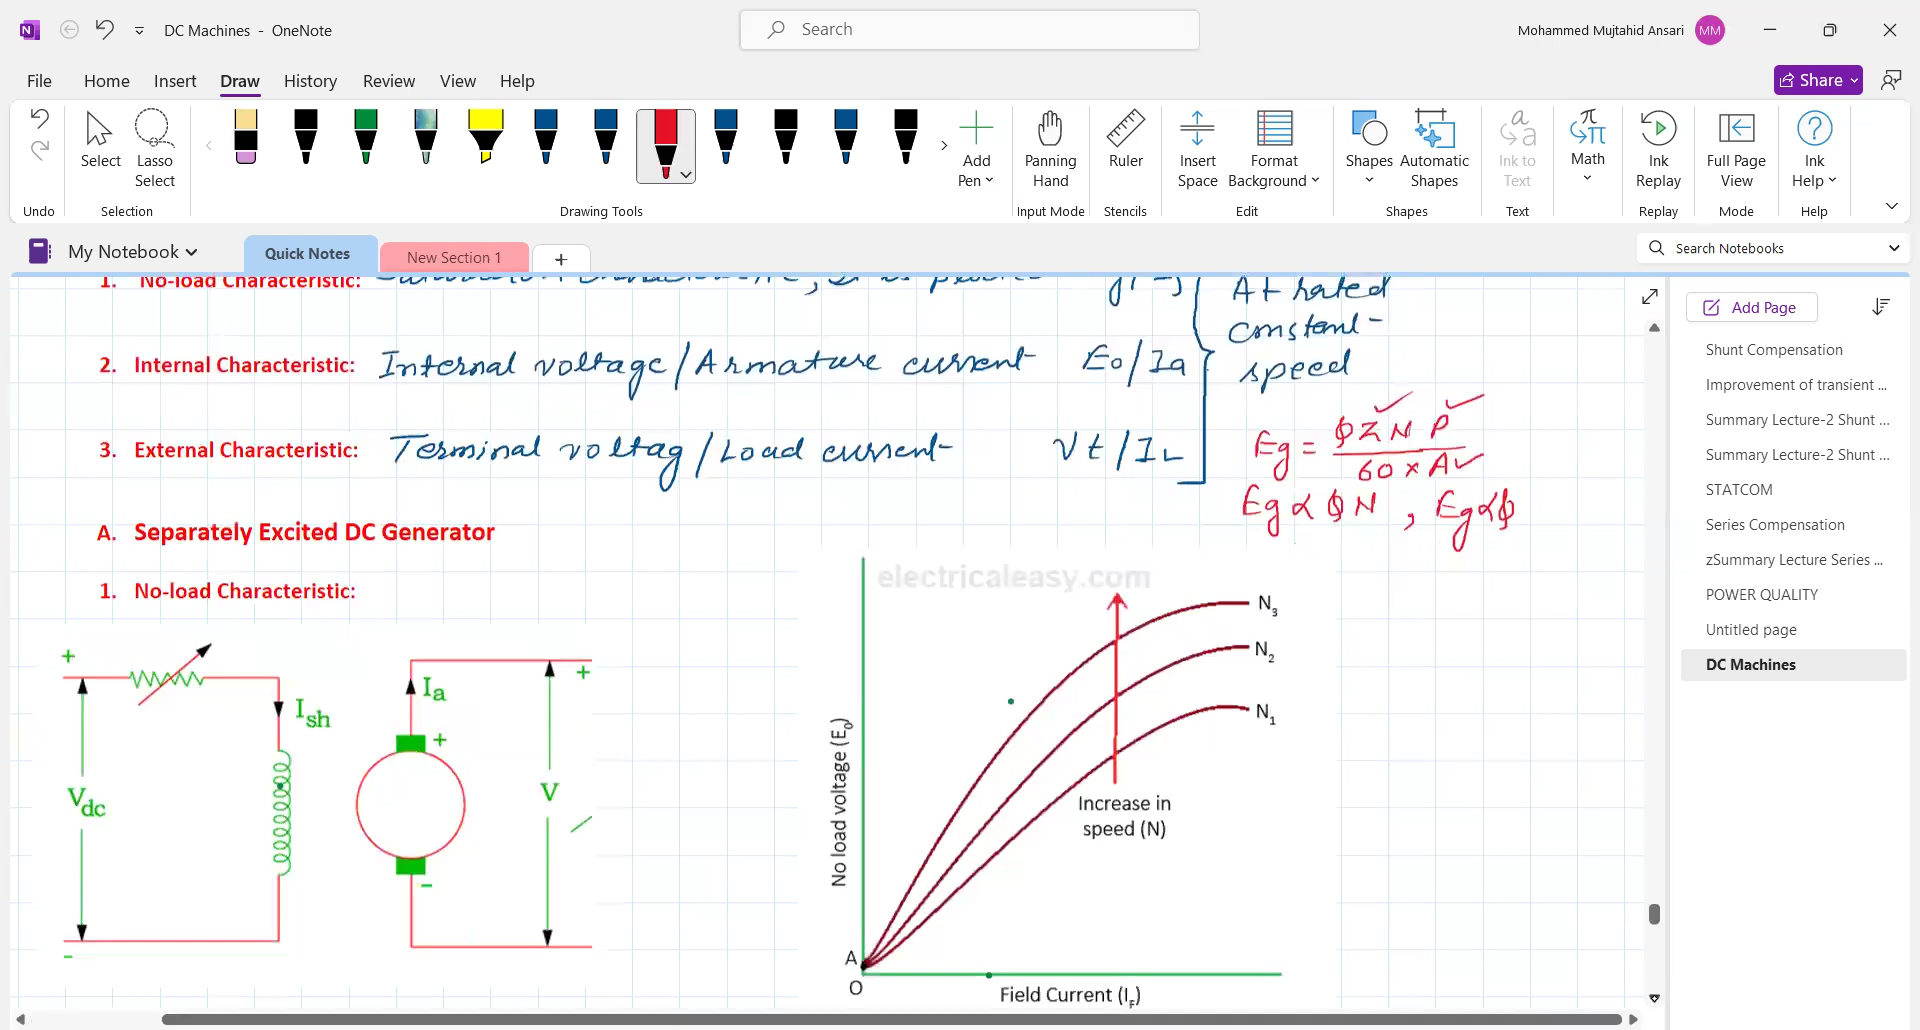 DC Machines - OneNote
Search
Mohammed Mujtahid Ansari MM
File Home Insert Draw History Review View Help
Share
Select
Lasso Select
Add Pen
Panning Hand
Ruler
Insert Space
Format Background
Shapes
Automatic Shapes
Ink to Text
Math
Ink Replay
Full Page View
Ink Help
Undo Selection Drawing Tools Input Mode Stencils Edit Shapes Text Replay Mode Help
My Notebook Quick Notes New Section 1 +
Search Notebooks
1. No-load Characteristic:
At rated
constant
speed
2. Internal Characteristic: Internal voltage/Armature current E0/Ia
3. External Characteristic: Terminal voltag/Load current Vt/IL
Eg = ΦZNP / 60×A
Eg α ΦN , Eg α Φ
A. Separately Excited DC Generator
1. No-load Characteristic:
+ Ish Vdc -
Ia + V + -
electricaleasy.com
N3
N2
N1
Increase in
speed (N)
No load voltage (E0)
A
O
Field Current (IF)
Add Page
Shunt Compensation
Improvement of transient ...
Summary Lecture-2 Shunt ...
Summary Lecture-2 Shunt ...
STATCOM
Series Compensation
zSummary Lecture Series ...
POWER QUALITY
Untitled page
DC Machines